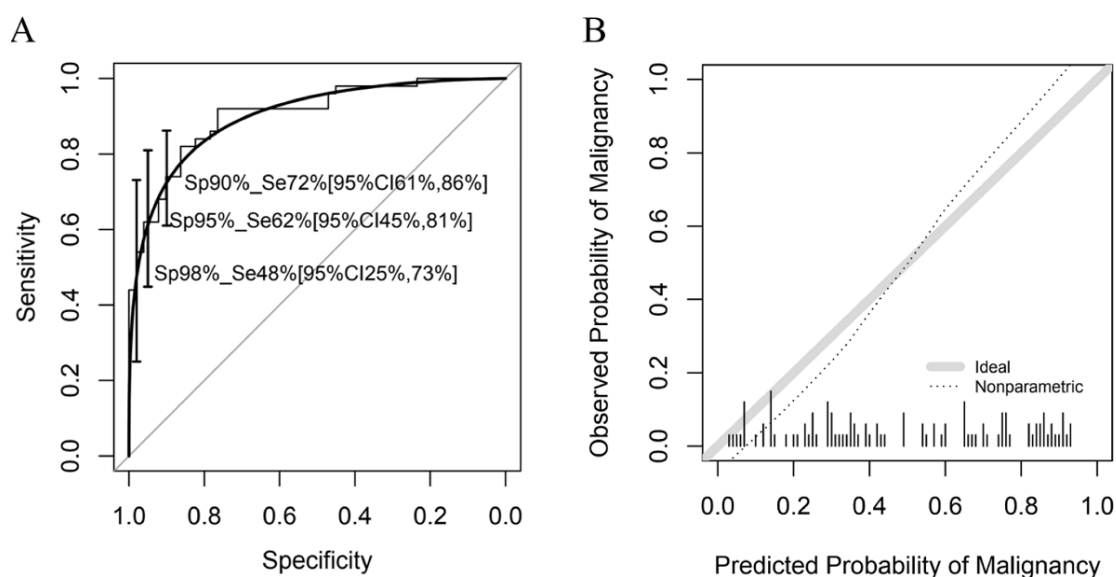 A
Sensitivity
1.0
0.8
0.6
0.4
0.2
0.0
Sp90%_Se72%[95%CI61%,86%]
Sp95%_Se62%[95%CI45%,81%]
Sp98%_Se48%[95%CI25%,73%]
1.0 0.8 0.6 0.4 0.2 0.0
Specificity
B
Observed Probability of Malignancy
1.0
0.8
0.6
0.4
0.2
0.0
Ideal
Nonparametric
0.0 0.2 0.4 0.6 0.8 1.0
Predicted Probability of Malignancy